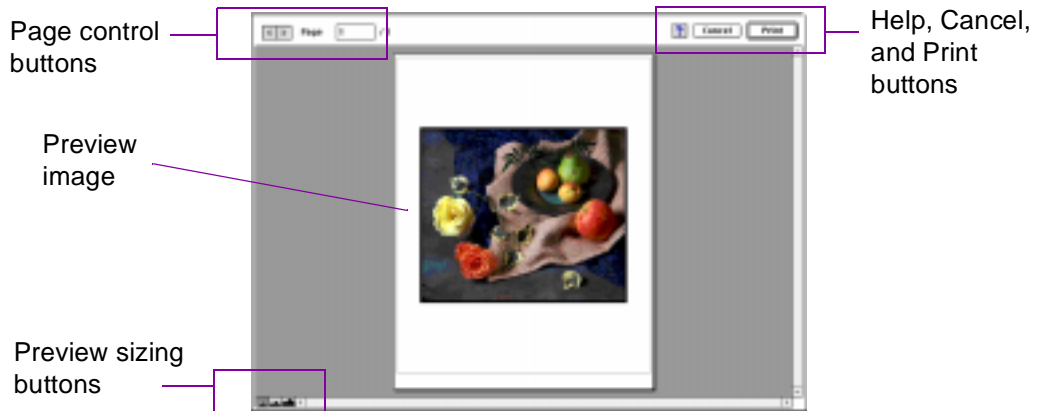 Page control
buttons
Page
Cancel
Print
Help, Cancel,
and Print
buttons
Preview
image
Preview sizing
buttons